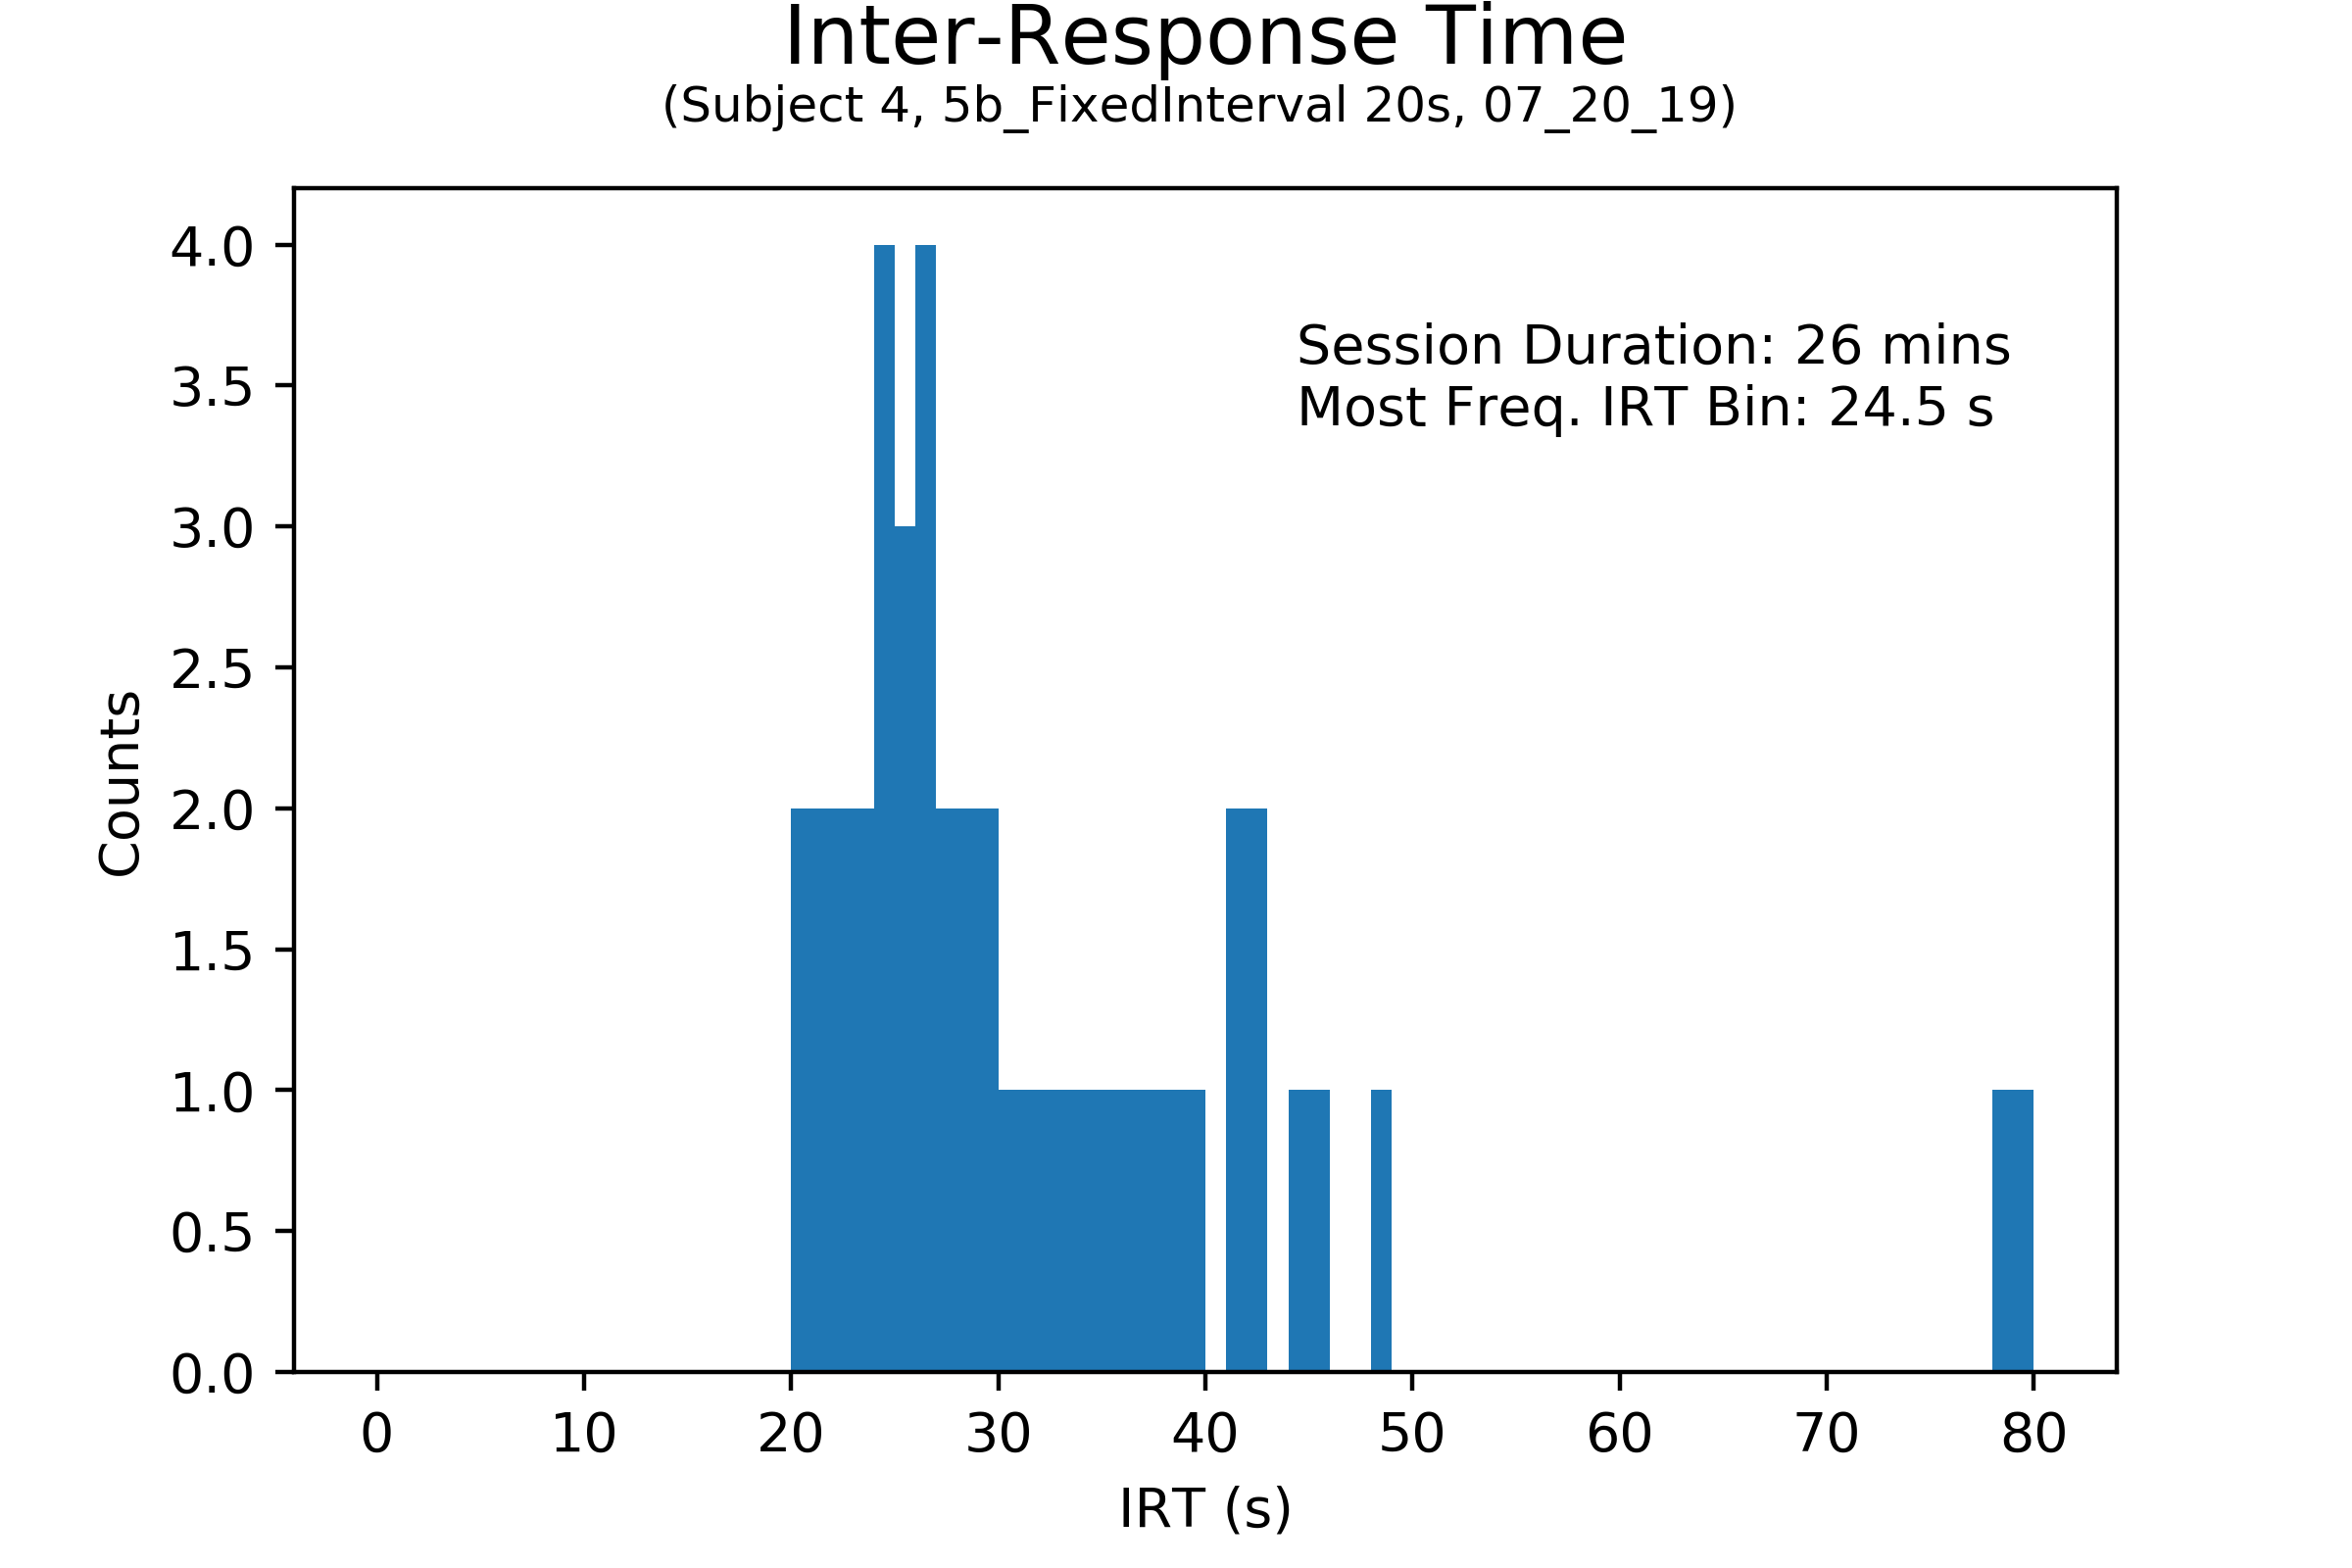 Inter-Response Time
(Subject 4, 5b_FixedInterval 20s, 07_20_19)
Session Duration: 26 mins
Most Freq. IRT Bin: 24.5 s
Counts
4.0
3.5
3.0
2.5
2.0
1.5
1.0
0.5
0.0
0 10 20 30 40 50 60 70 80
IRT (s)